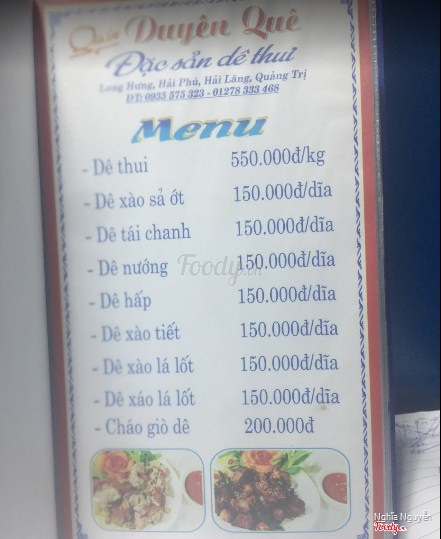 Quán Duyên Quê
Đặc sản dê thui
Long Hưng, Hải Phú, Hải Lăng, Quảng Trị
ĐT: 0935 575 323 - 01278 333 468
Menu
- Dê thui 550.000đ/kg
- Dê xào sả ớt 150.000đ/dĩa
- Dê tái chanh 150.000đ/dĩa
- Dê nướng 150.000đ/dĩa
Foody.vn
- Dê hấp 150.000đ/dĩa
- Dê xào tiết 150.000đ/dĩa
- Dê xào lá lốt 150.000đ/dĩa
- Dê xáo lá lốt 150.000đ/dĩa
- Cháo giò dê 200.000đ
Nghĩa Nguyễn
Foody.vn